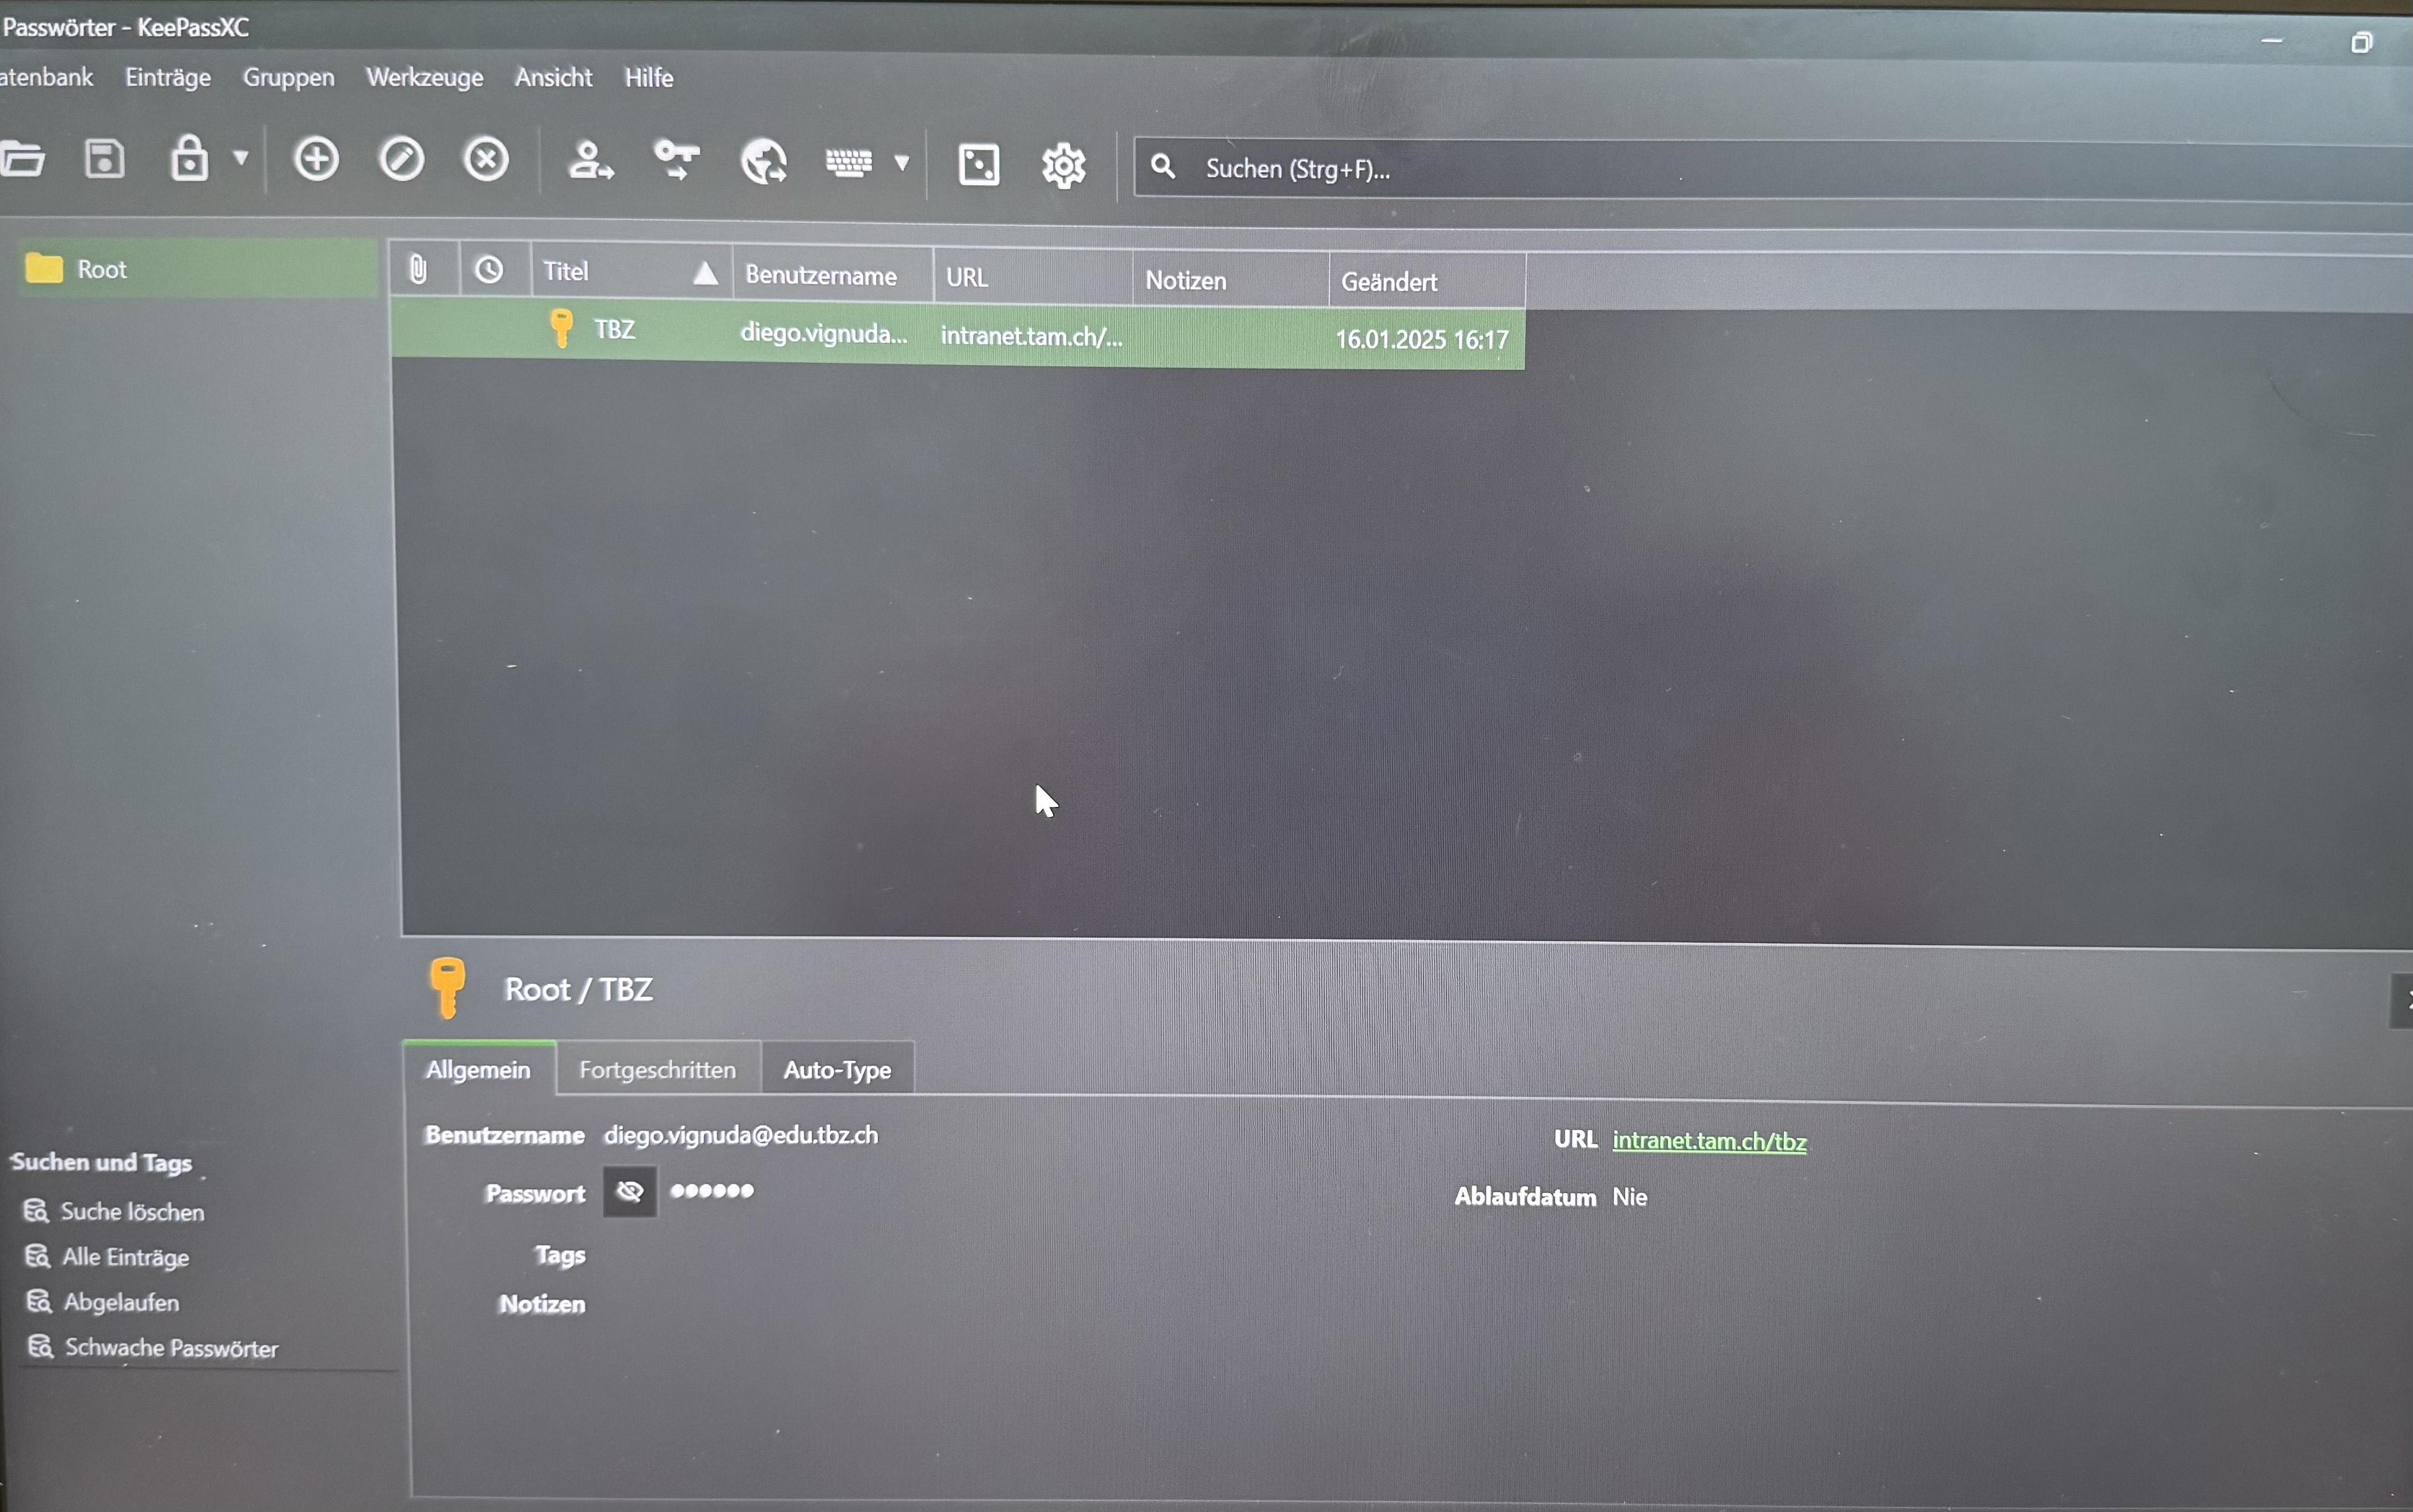 Passwörter - KeePassXC
atenbank Einträge Gruppen Werkzeuge Ansicht Hilfe
Suchen (Strg+F)...
Root
Titel Benutzername URL Notizen Geändert
TBZ diego.vignuda... intranet.tam.ch/... 16.01.2025 16:17
Root / TBZ
Allgemein Fortgeschritten Auto-Type
Benutzername diego.vignuda@edu.tbz.ch URL intranet.tam.ch/tbz
Passwort ●●●●●● Ablaufdatum Nie
Tags
Notizen
Suchen und Tags
Suche löschen
Alle Einträge
Abgelaufen
Schwache Passwörter